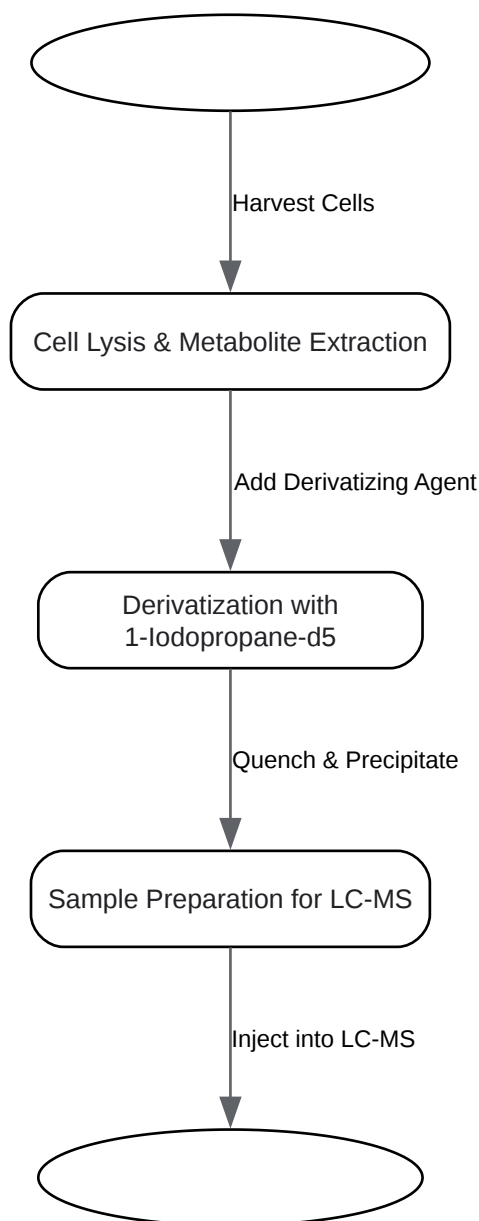 Harvest Cells
Cell Lysis & Metabolite Extraction
Add Derivatizing Agent
Derivatization with
1-Iodopropane-d5
Quench & Precipitate
Sample Preparation for LC-MS
Inject into LC-MS